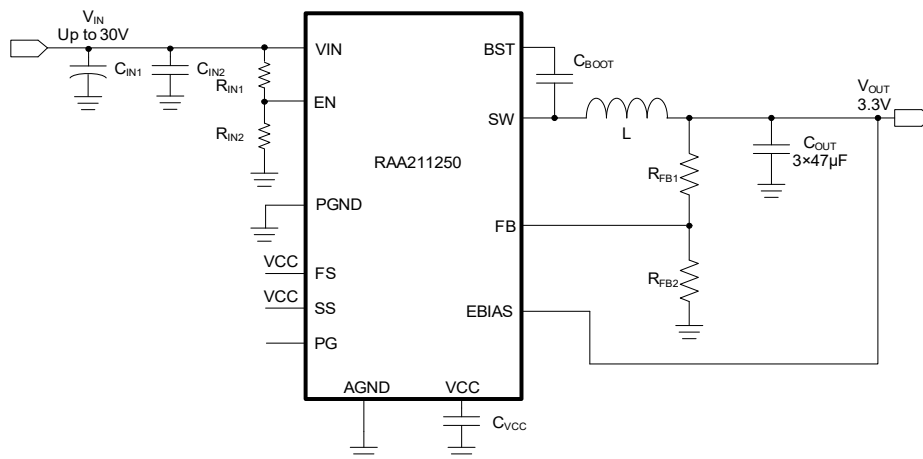 VIN
Up to 30V
CIN1
CIN2
RIN1
RIN2
VIN
EN
PGND
VCC
FS
VCC
SS
PG
RAA211250
AGND
VCC
BST
SW
FB
EBIAS
CVCC
CBOOT
L
RFB1
RFB2
VOUT
3.3V
COUT
3×47µF